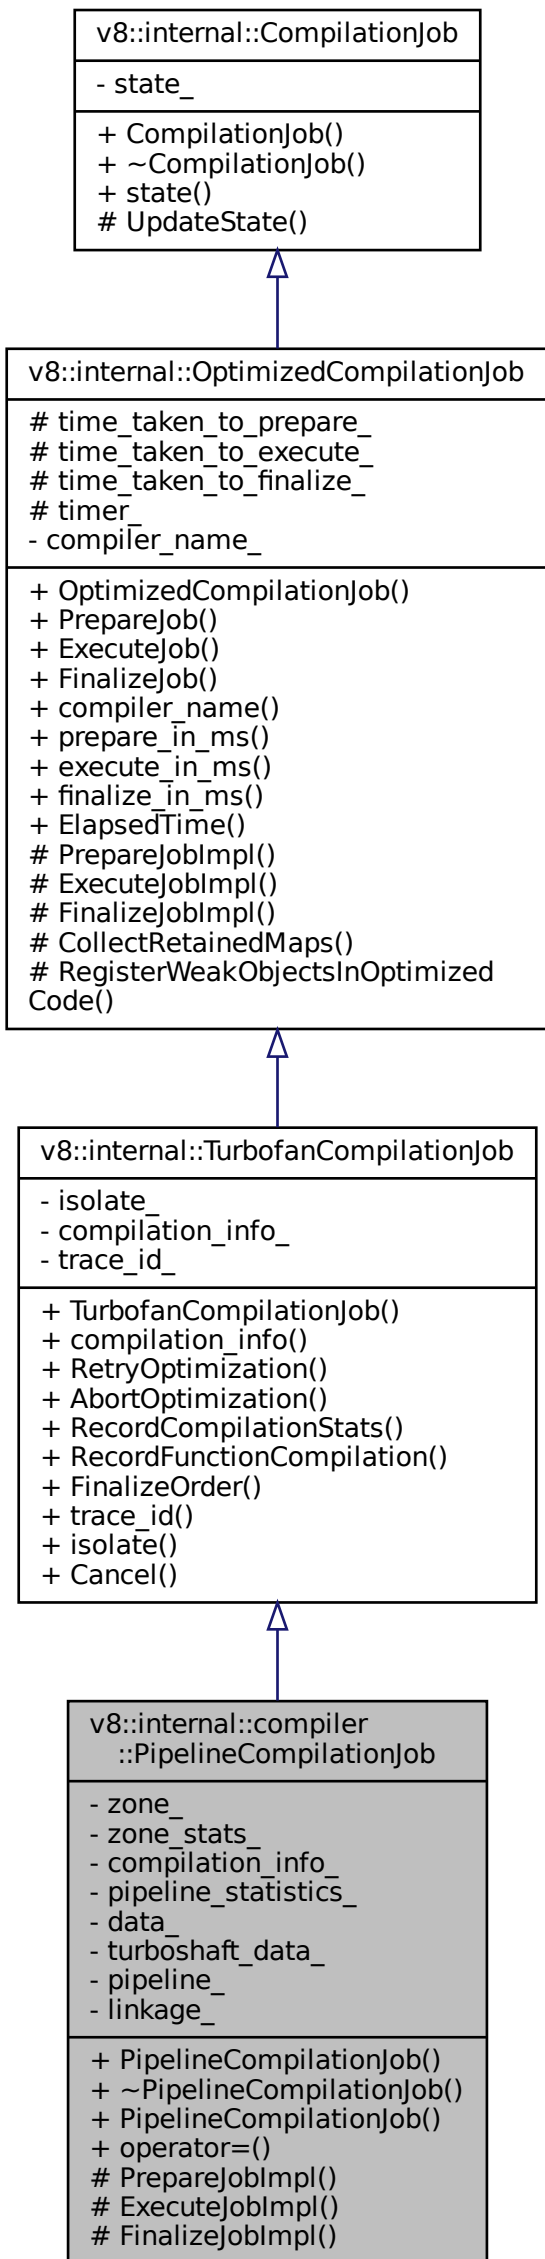 v8::internal::CompilationJob
- state_
+ CompilationJob()
+ ~CompilationJob()
+ state()
# UpdateState()
v8::internal::OptimizedCompilationJob
# time_taken_to_prepare_
# time_taken_to_execute_
# time_taken_to_finalize_
# timer_
- compiler_name_
+ OptimizedCompilationJob()
+ PrepareJob()
+ ExecuteJob()
+ FinalizeJob()
+ compiler_name()
+ prepare_in_ms()
+ execute_in_ms()
+ finalize_in_ms()
+ ElapsedTime()
# PrepareJobImpl()
# ExecuteJobImpl()
# FinalizeJobImpl()
# CollectRetainedMaps()
# RegisterWeakObjectsInOptimized
Code()
v8::internal::TurbofanCompilationJob
- isolate_
- compilation_info_
- trace_id_
+ TurbofanCompilationJob()
+ compilation_info()
+ RetryOptimization()
+ AbortOptimization()
+ RecordCompilationStats()
+ RecordFunctionCompilation()
+ FinalizeOrder()
+ trace_id()
+ isolate()
+ Cancel()
v8::internal::compiler
::PipelineCompilationJob
- zone_
- zone_stats_
- compilation_info_
- pipeline_statistics_
- data_
- turboshaft_data_
- pipeline_
- linkage_
+ PipelineCompilationJob()
+ ~PipelineCompilationJob()
+ PipelineCompilationJob()
+ operator=()
# PrepareJobImpl()
# ExecuteJobImpl()
# FinalizeJobImpl()